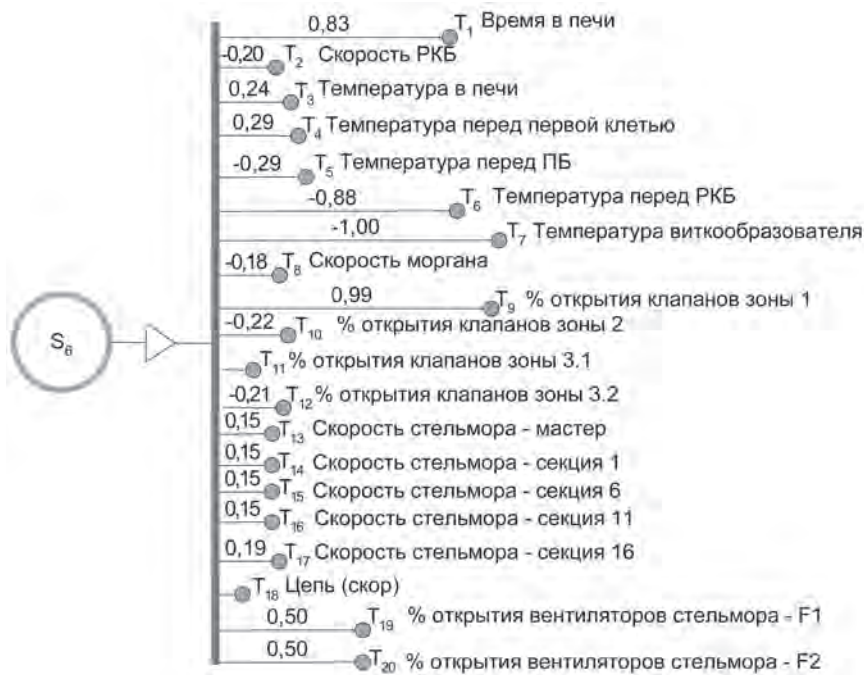 0,83 T1 Время в печи
-0,20 T2 Скорость РКБ
0,24 T3 Температура в печи
0,29 T4 Температура перед первой клетью
-0,29 T5 Температура перед ПБ
-0,88 T6 Температура перед РКБ
-1,00 T7 Температура виткообразователя
-0,18 T8 Скорость моргана
0,99 T9 % открытия клапанов зоны 1
-0,22 T10 % открытия клапанов зоны 2
S6
T11 % открытия клапанов зоны 3.1
-0,21 T12 % открытия клапанов зоны 3.2
0,15 T13 Скорость стельмора - мастер
0,15 T14 Скорость стельмора - секция 1
0,15 T15 Скорость стельмора - секция 6
0,15 T16 Скорость стельмора - секция 11
0,19 T17 Скорость стельмора - секция 16
T18 Цепь (скор)
0,50 T19 % открытия вентиляторов стельмора - F1
0,50 T20 % открытия вентиляторов стельмора - F2